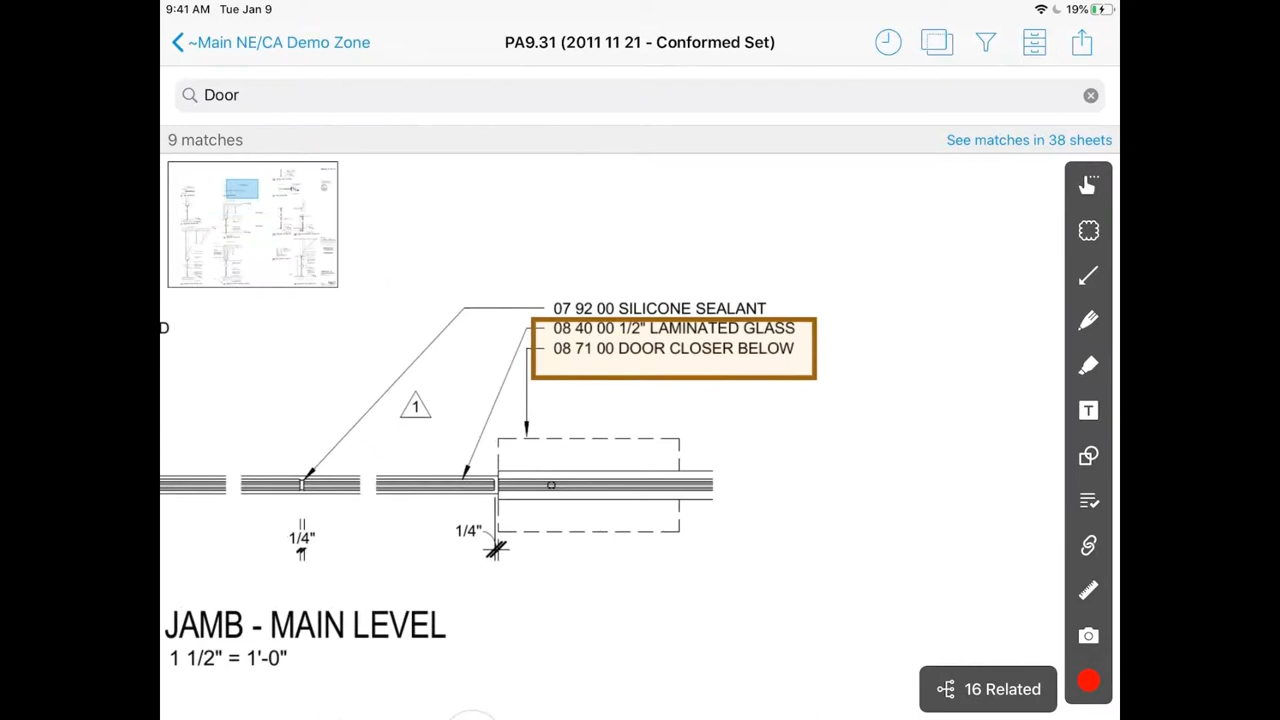 9:41 AM Tue Jan 9
19%
~Main NE/CA Demo Zone
PA9.31 (2011 11 21 - Conformed Set)
Door
9 matches
See matches in 38 sheets
07 92 00 SILICONE SEALANT
08 40 00 1/2" LAMINATED GLASS
08 71 00 DOOR CLOSER BELOW
D
1
1/4"
1/4"
JAMB - MAIN LEVEL
1 1/2" = 1'-0"
T
16 Related